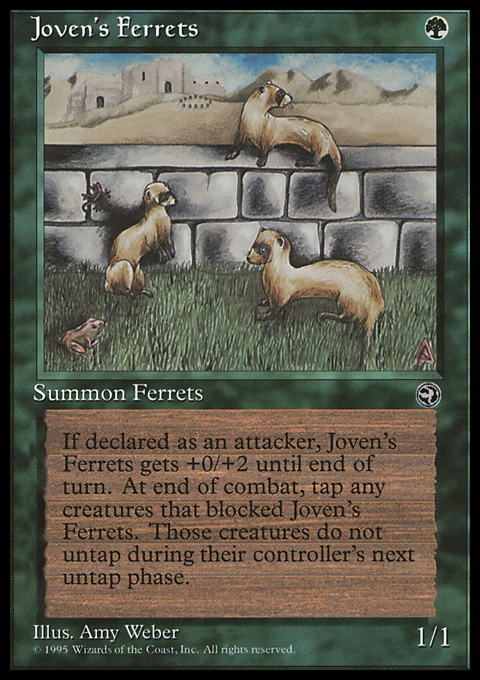 Joven's Ferrets
Summon Ferrets
If declared as an attacker, Joven's
Ferrets gets +0/+2 until end of
turn. At end of combat, tap any
creatures that blocked Joven's
Ferrets. Those creatures do not
untap during their controller's next
untap phase.
Illus. Amy Weber
1/1
© 1995 Wizards of the Coast, Inc. All rights reserved.